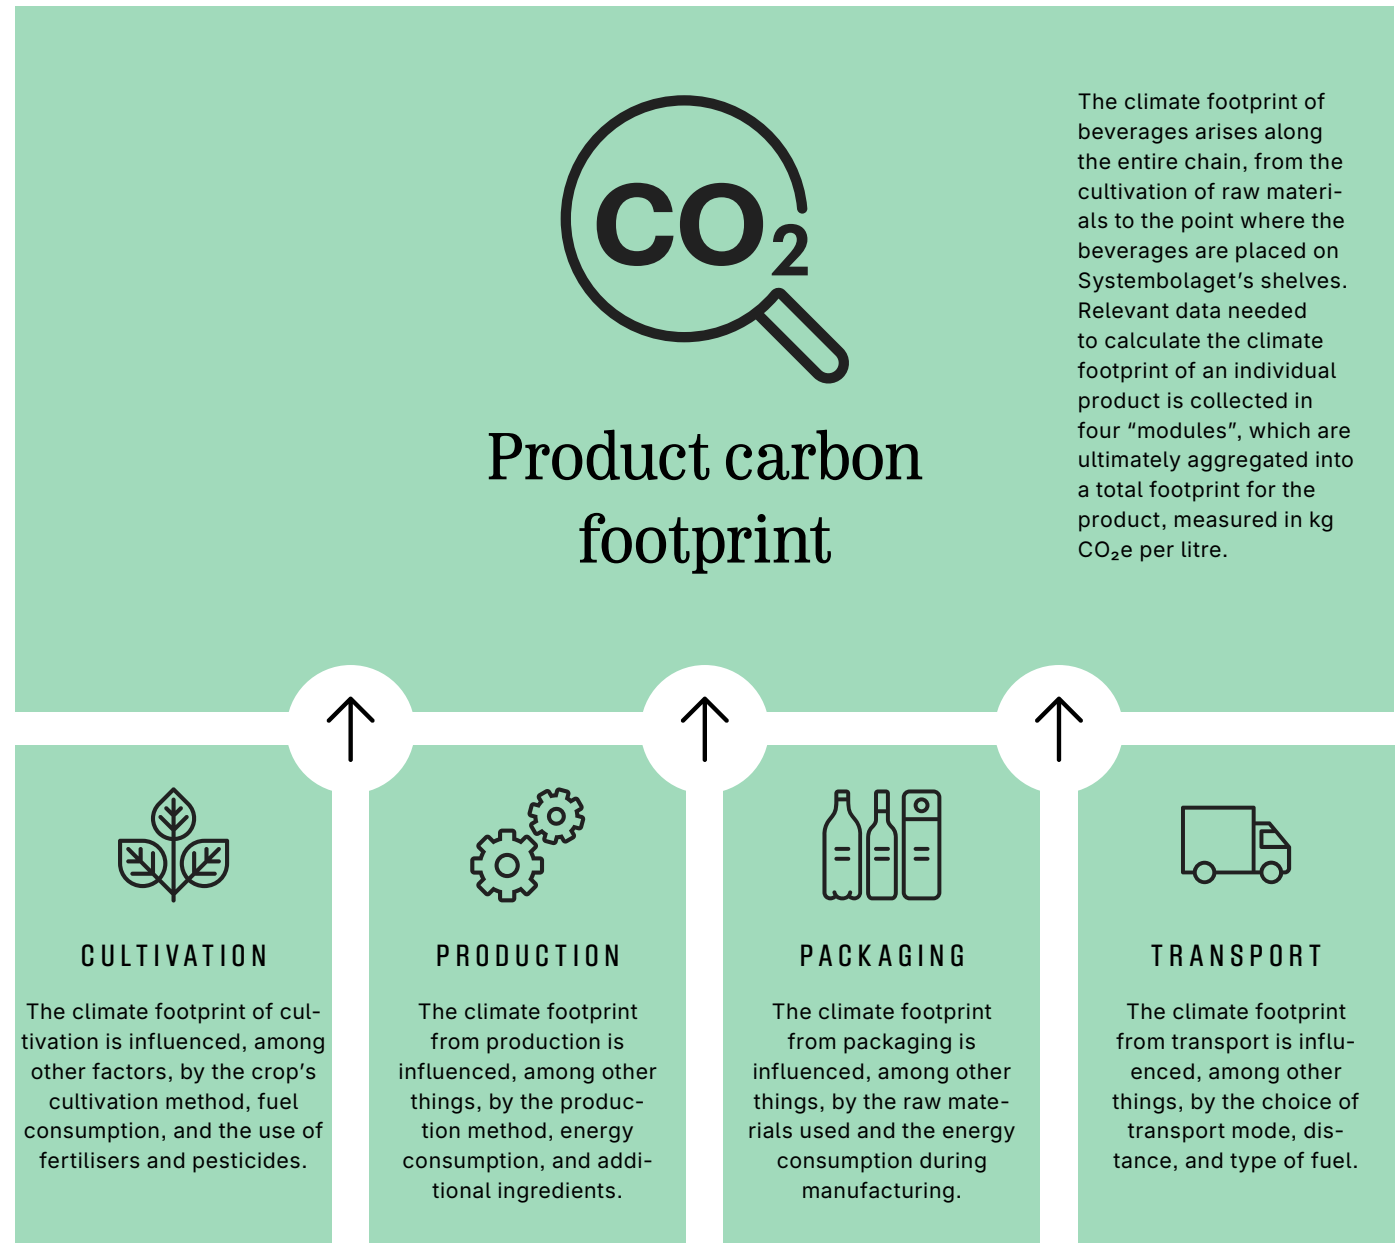 CO₂
Product carbon
footprint
The climate footprint of
beverages arises along
the entire chain, from the
cultivation of raw materi-
als to the point where the
beverages are placed on
Systembolaget’s shelves.
Relevant data needed
to calculate the climate
footprint of an individual
product is collected in
four “modules”, which are
ultimately aggregated into
a total footprint for the
product, measured in kg
CO₂e per litre.
CULTIVATION
The climate footprint of cul-
tivation is influenced, among
other factors, by the crop’s
cultivation method, fuel
consumption, and the use of
fertilisers and pesticides.
PRODUCTION
The climate footprint
from production is
influenced, among other
things, by the produc-
tion method, energy
consumption, and addi-
tional ingredients.
PACKAGING
The climate footprint
from packaging is
influenced, among other
things, by the raw mate-
rials used and the energy
consumption during
manufacturing.
TRANSPORT
The climate footprint
from transport is influ-
enced, among other
things, by the choice of
transport mode, dis-
tance, and type of fuel.